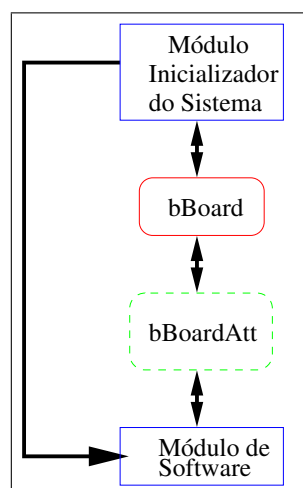 Módulo
Inicializador
do Sistema
bBoard
bBoardAtt
Módulo de
Software